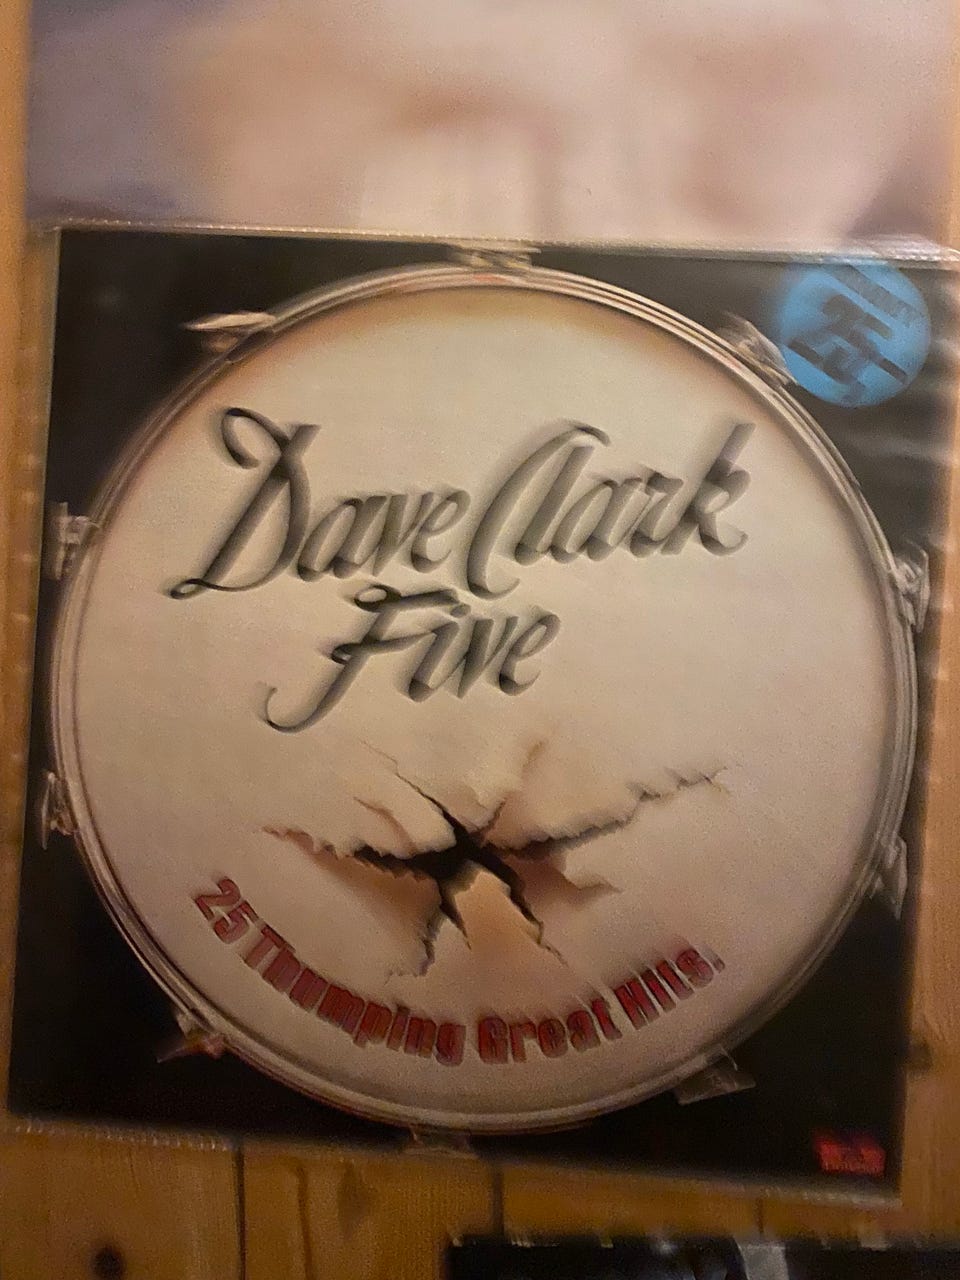 Dave Clark
Five
25 Thumping Great Hits.